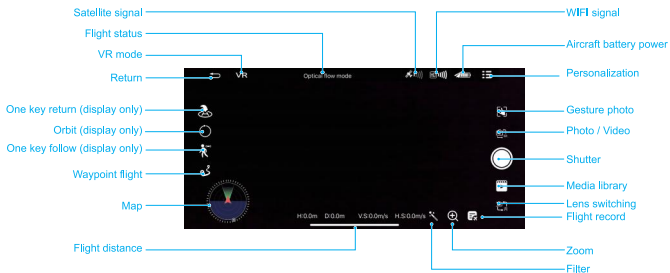 Satellite signal
WIFI signal
Flight status
Aircraft battery power
VR mode
Personalization
Return
VR
Optical flow mode
One key return (display only)
Gesture photo
Orbit (display only)
Photo / Video
One key follow (display only)
Shutter
Waypoint flight
Media library
Map
Lens switching
H:0.0m D:0.0m V.S:0.0m/s H.S:0.0m/s
Flight record
Flight distance
Zoom
Filter